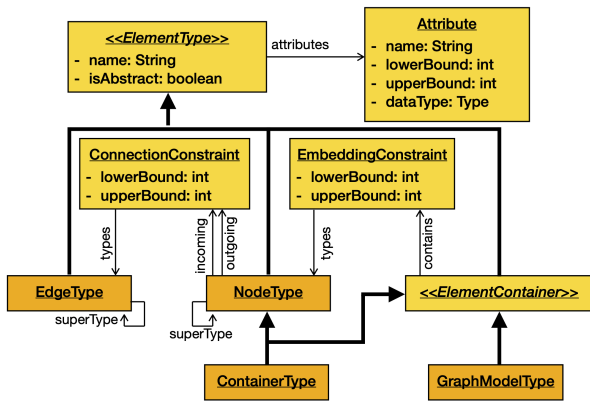 <<ElementType>>
- name: String
- isAbstract: boolean
attributes
Attribute
- name: String
- lowerBound: int
- upperBound: int
- dataType: Type
ConnectionConstraint
- lowerBound: int
- upperBound: int
EmbeddingConstraint
- lowerBound: int
- upperBound: int
types
incoming
outgoing
types
contains
EdgeType
superType
NodeType
superType
<<ElementContainer>>
ContainerType
GraphModelType